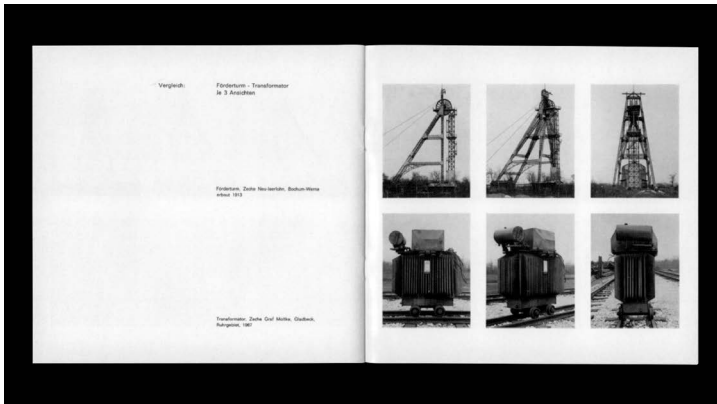 Vergleich:
Förderturm - Transformator
Je 3 Ansichten
Förderturm, Zeche Neu-Iserlohn, Bochum-Werne
erbaut 1913
Transformator, Zeche Graf Moltke, Gladbeck,
Ruhrgebiet, 1967